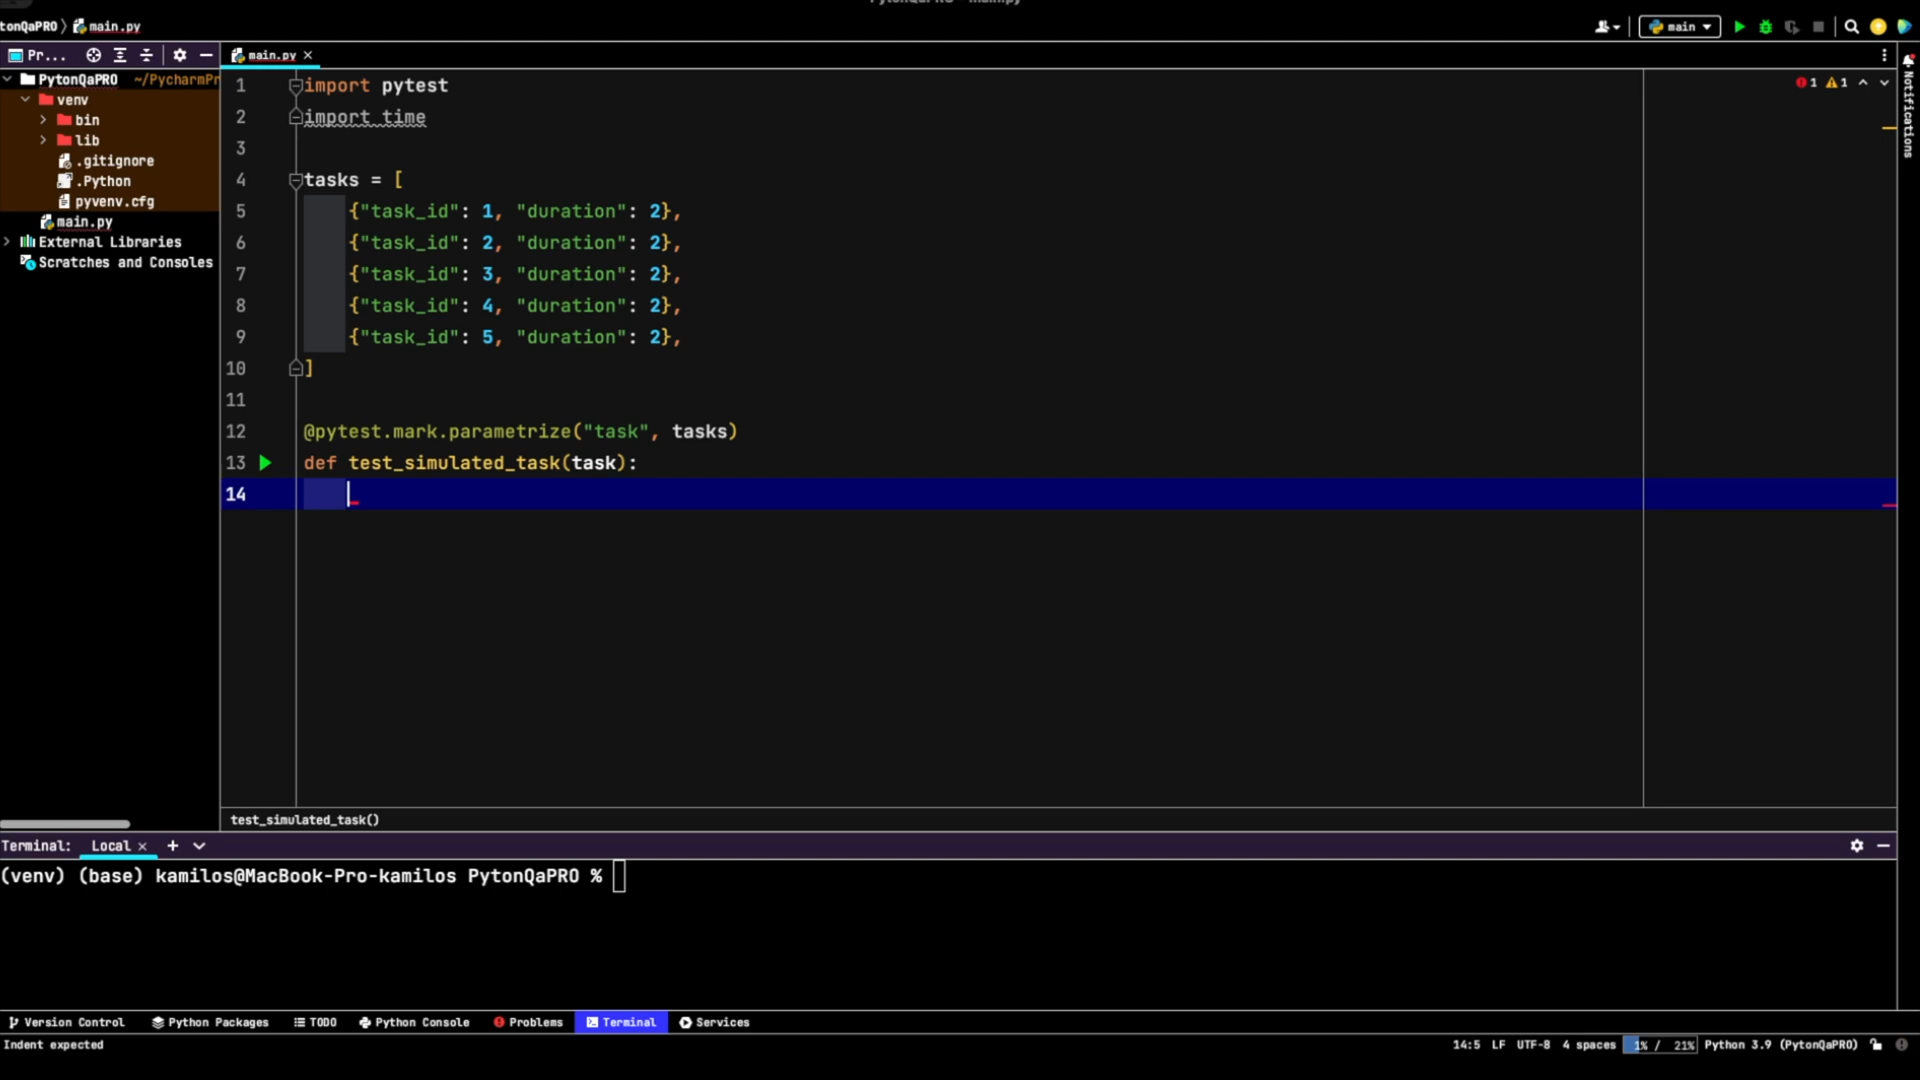 tonQaPRO main.py
main
Pr...
main.py
PytonQaPRO ~/PycharmPr
venv
bin
lib
.gitignore
.Python
pyvenv.cfg
main.py
External Libraries
Scratches and Consoles
1 import pytest
2 import time
3
4 tasks = [
5 {"task_id": 1, "duration": 2},
6 {"task_id": 2, "duration": 2},
7 {"task_id": 3, "duration": 2},
8 {"task_id": 4, "duration": 2},
9 {"task_id": 5, "duration": 2},
10 ]
11
12 @pytest.mark.parametrize("task", tasks)
13 def test_simulated_task(task):
14
1 1
Notifications
test_simulated_task()
Terminal: Local
(venv) (base) kamilos@MacBook-Pro-kamilos PytonQaPRO %
Version Control Python Packages TODO Python Console Problems Terminal Services
Indent expected 14:5 LF UTF-8 4 spaces 1% / 21% Python 3.9 (PytonQaPRO)